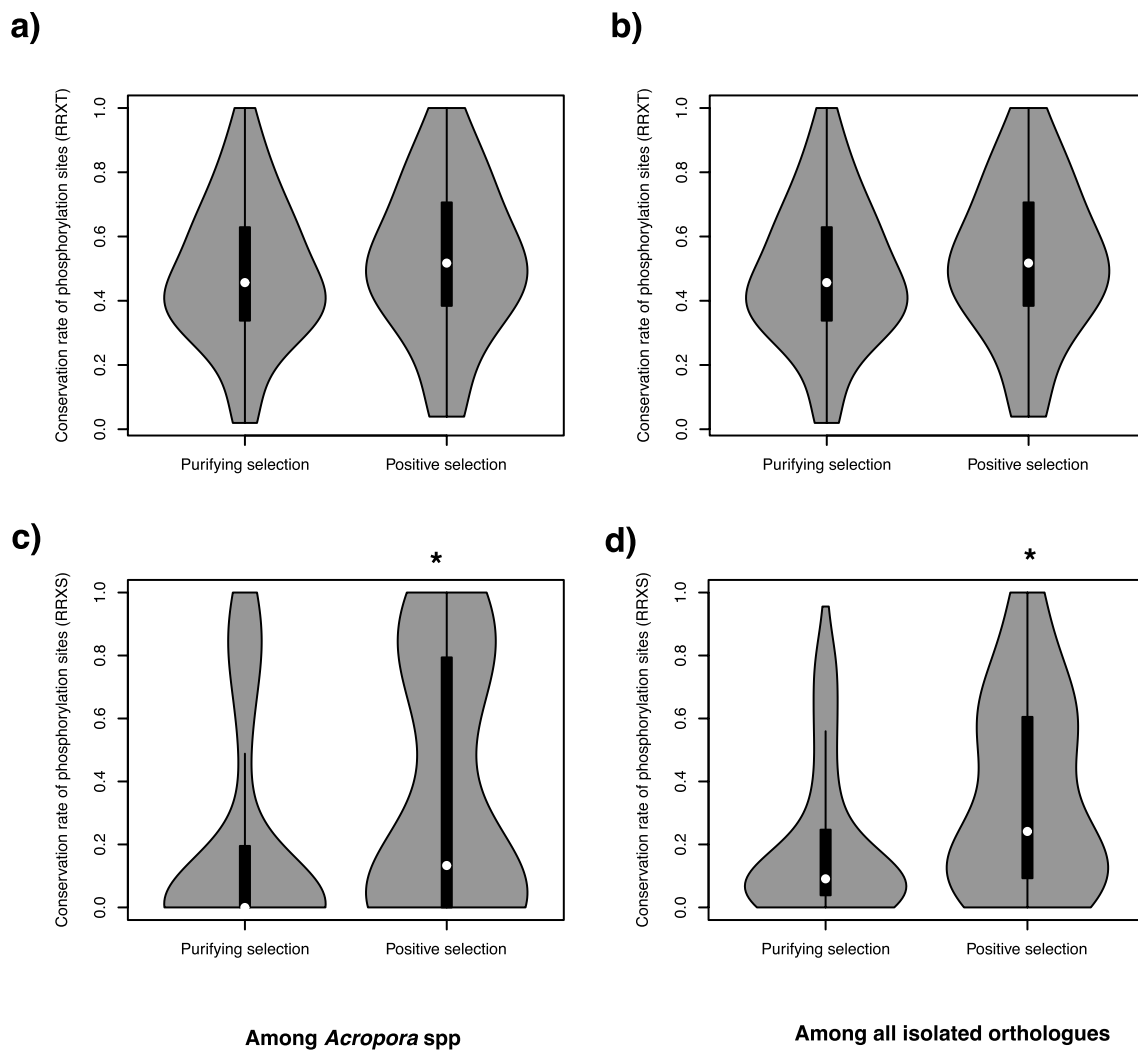 a)
Conservation rate of phosphorylation sites (RRXT)
1.0
0.8
0.6
0.4
0.2
0.0
Purifying selection
Positive selection
b)
Conservation rate of phosphorylation sites (RRXT)
1.0
0.8
0.6
0.4
0.2
0.0
Purifying selection
Positive selection
c)
*
Conservation rate of phosphorylation sites (RRXS)
1.0
0.8
0.6
0.4
0.2
0.0
Purifying selection
Positive selection
Among Acropora spp
d)
*
Conservation rate of phosphorylation sites (RRXS)
1.0
0.8
0.6
0.4
0.2
0.0
Purifying selection
Positive selection
Among all isolated orthologues